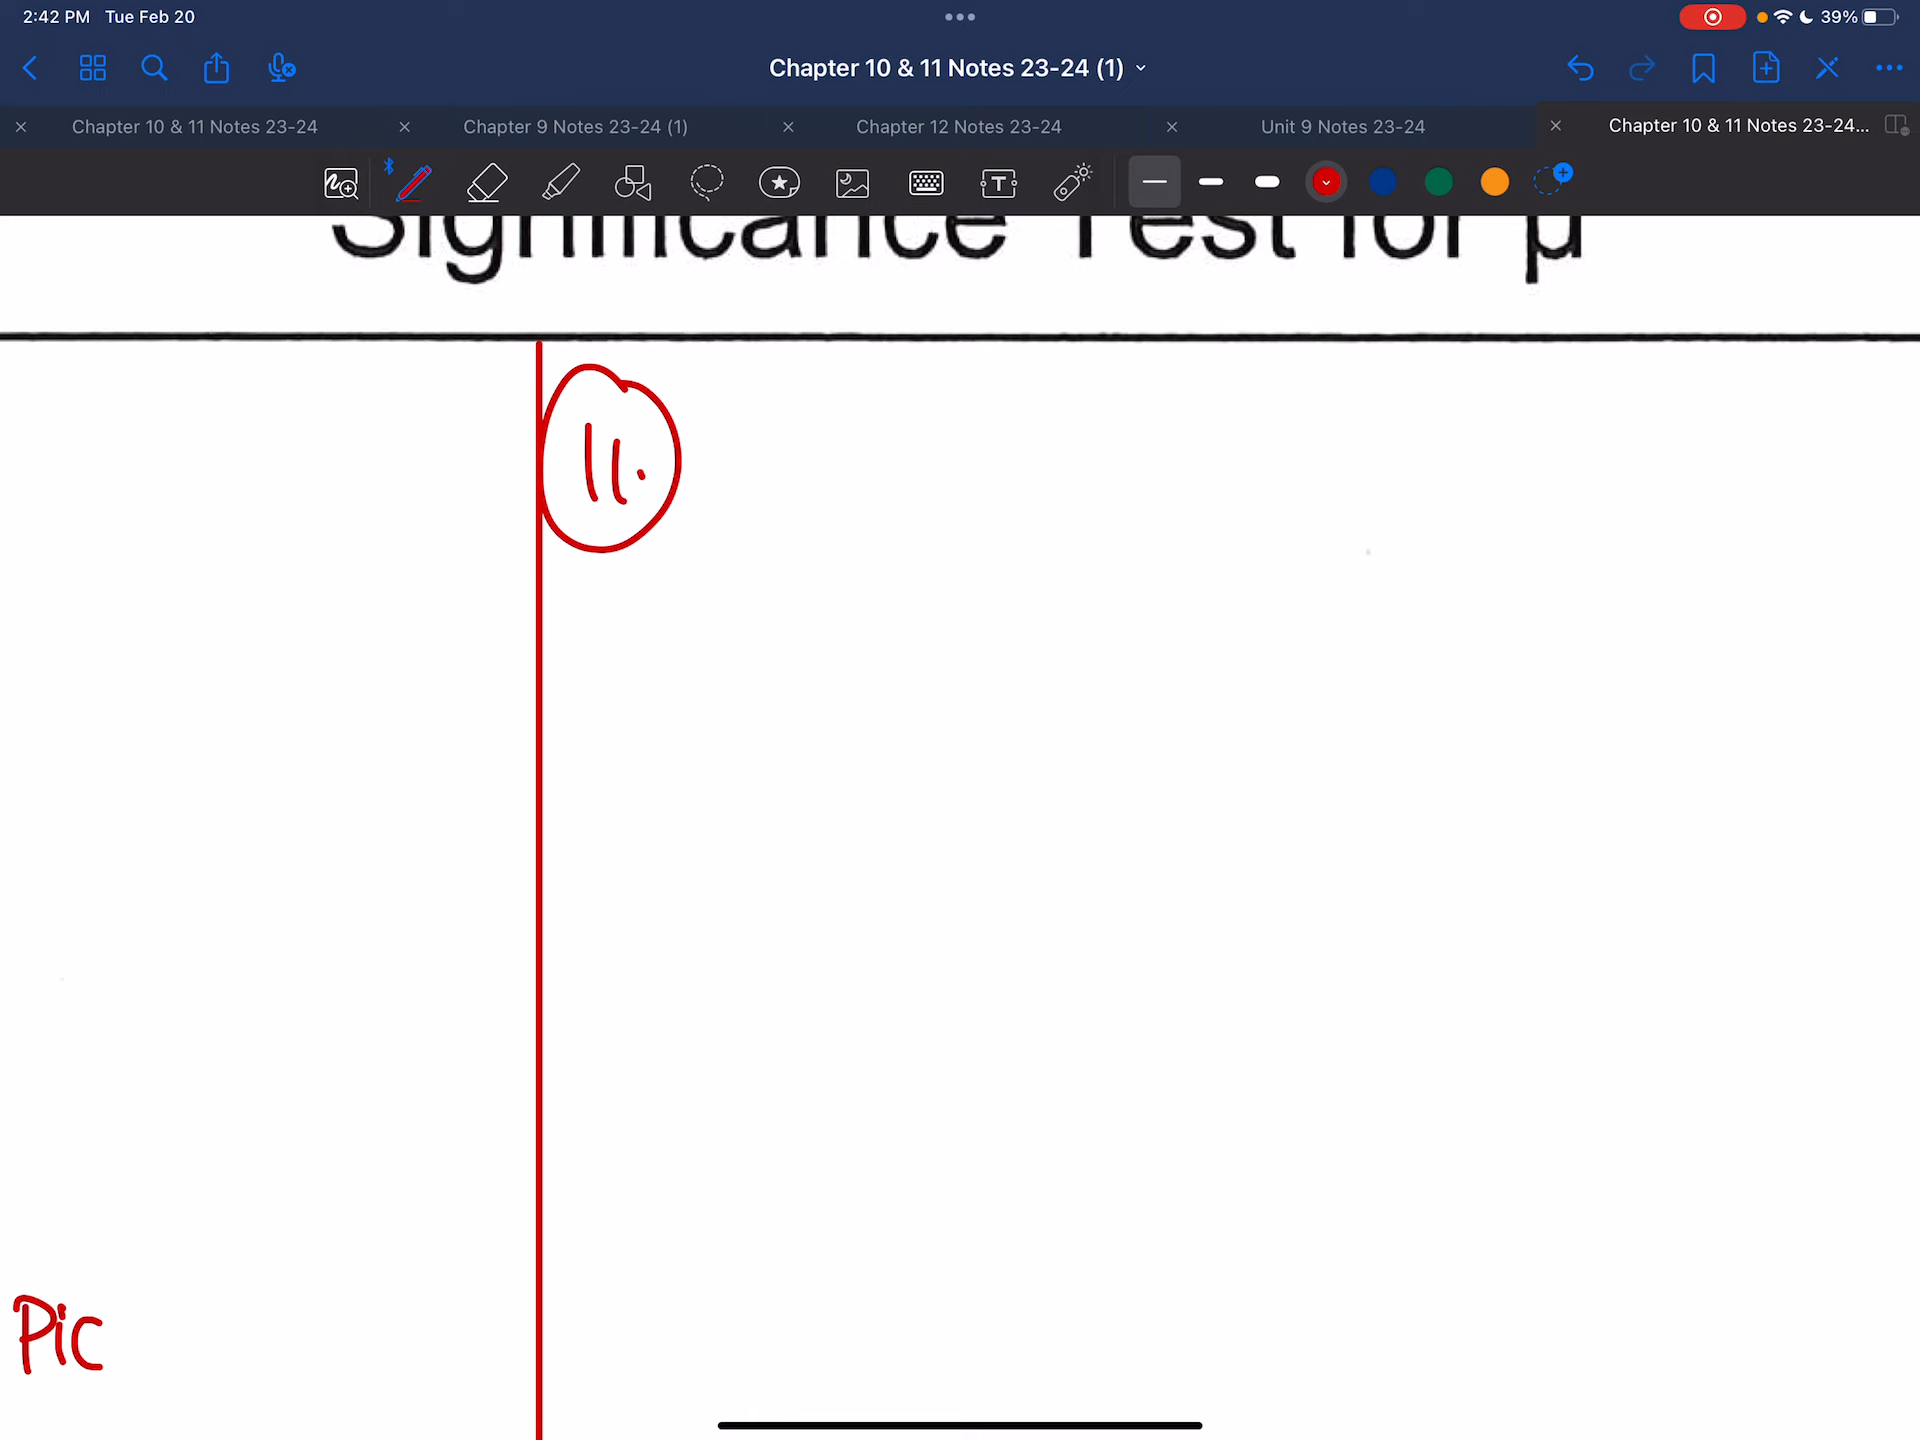 2:42 PM Tue Feb 20
39%
Chapter 10 & 11 Notes 23-24 (1)
Chapter 10 & 11 Notes 23-24
Chapter 9 Notes 23-24 (1)
Chapter 12 Notes 23-24
Unit 9 Notes 23-24
Chapter 10 & 11 Notes 23-24...
T
Significance Test for μ
11.
Pic